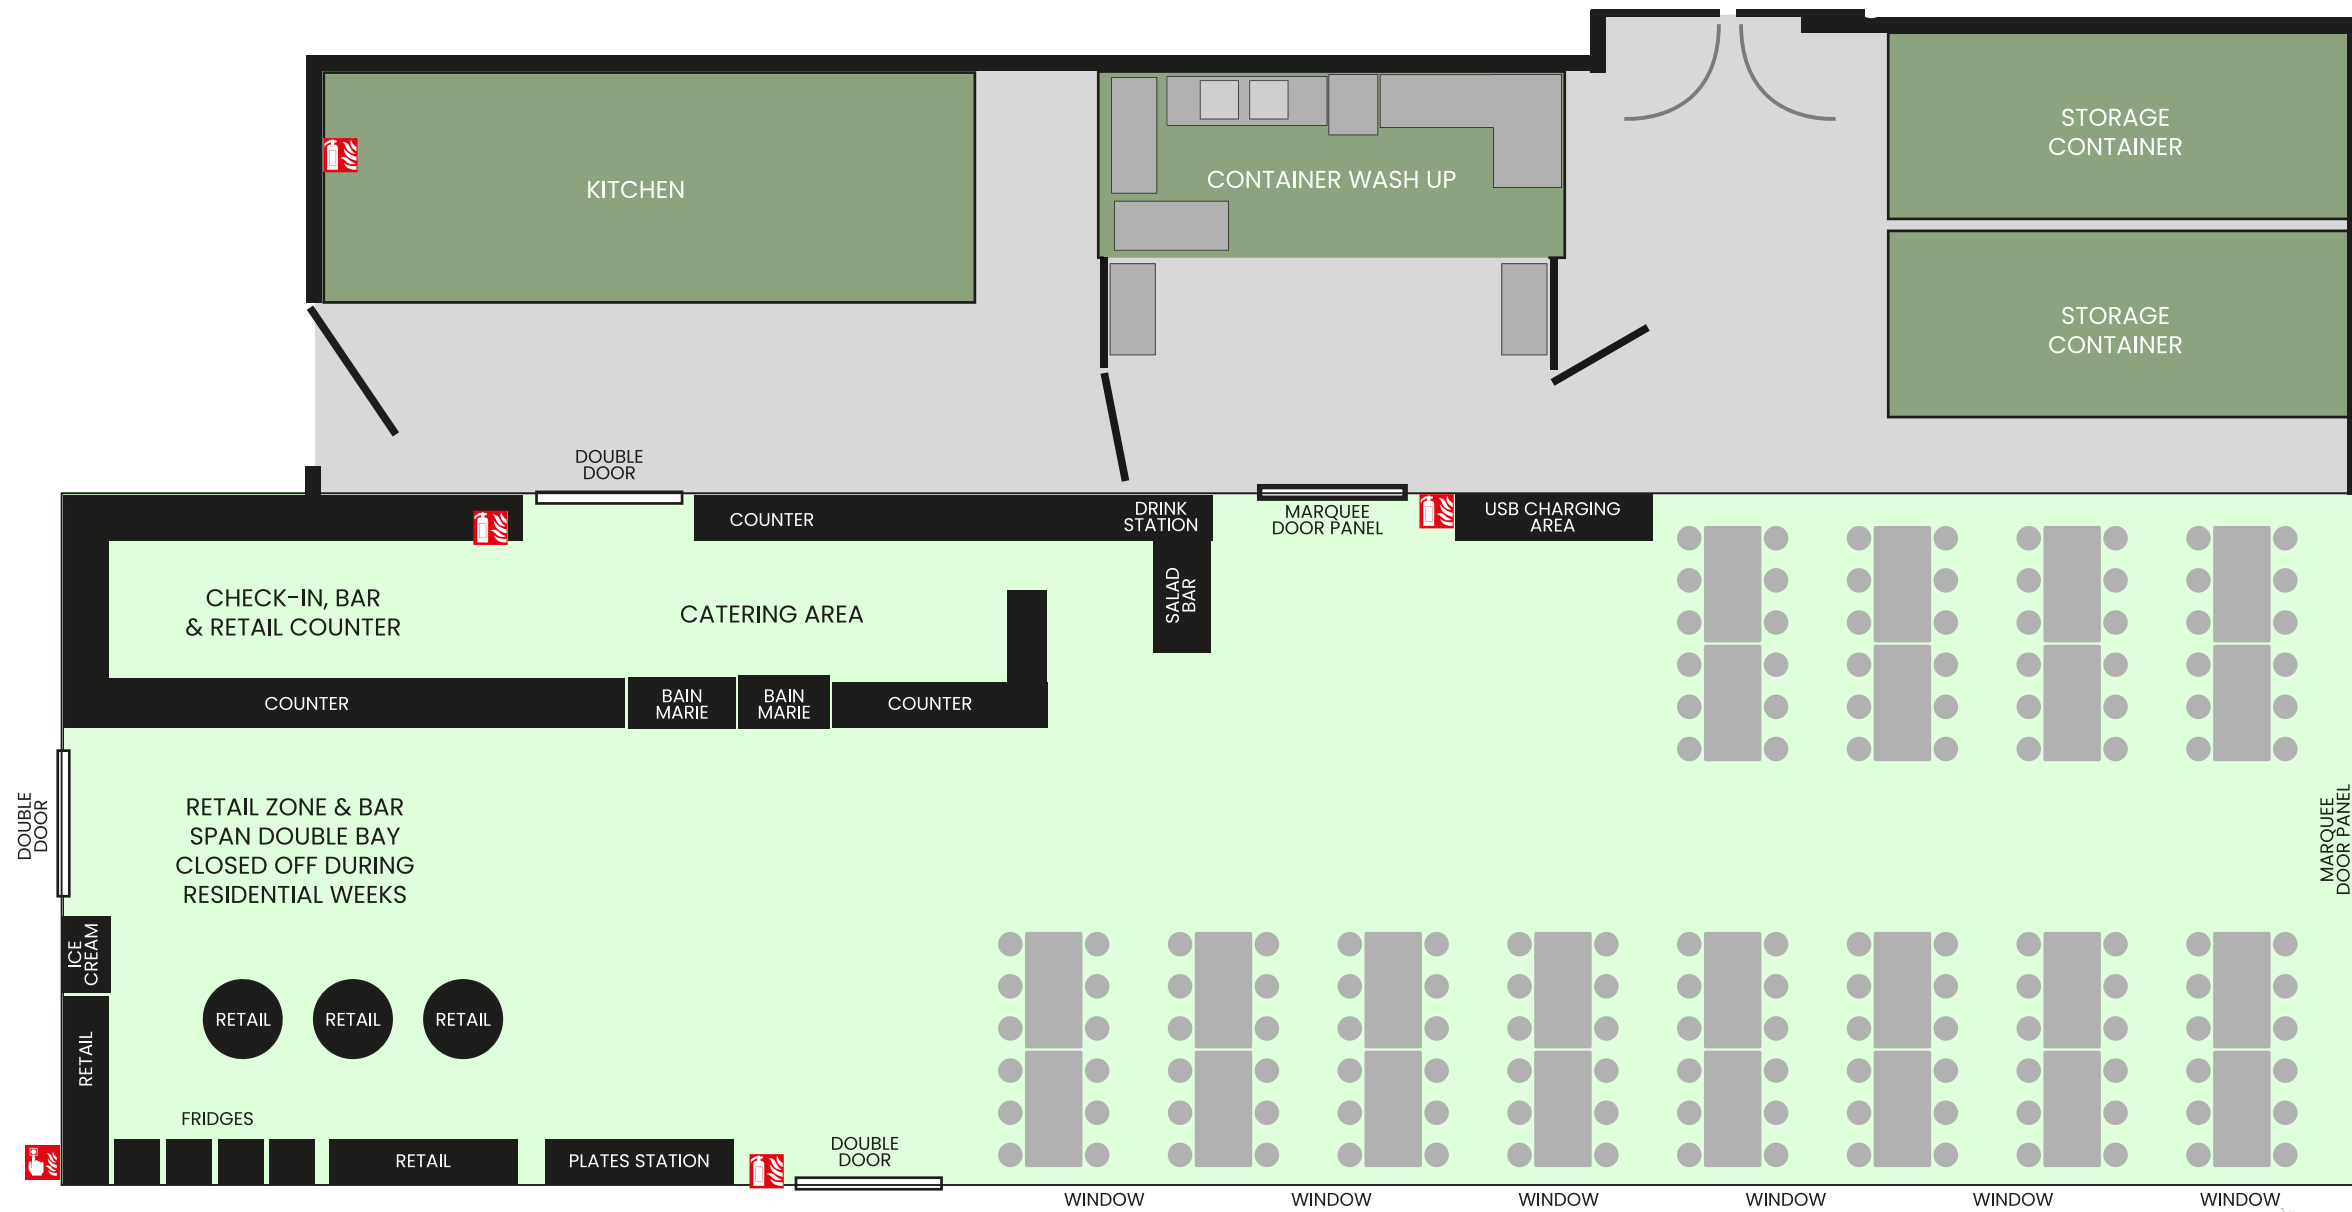 STORAGE
CONTAINER
KITCHEN
CONTAINER WASH UP
STORAGE
CONTAINER
DOUBLE
DOOR
COUNTER
DRINK
STATION
MARQUEE
DOOR PANEL
USB CHARGING
AREA
CHECK-IN, BAR
& RETAIL COUNTER
CATERING AREA
SALAD
BAR
COUNTER
BAIN
MARIE
BAIN
MARIE
COUNTER
DOUBLE
DOOR
RETAIL ZONE & BAR
SPAN DOUBLE BAY
CLOSED OFF DURING
RESIDENTIAL WEEKS
MARQUEE
DOOR PANEL
ICE
CREAM
RETAIL
RETAIL
RETAIL
RETAIL
FRIDGES
RETAIL
PLATES STATION
DOUBLE
DOOR
WINDOW
WINDOW
WINDOW
WINDOW
WINDOW
WINDOW